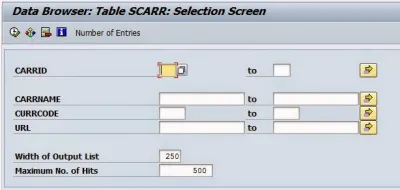 Data Browser: Table SCARR: Selection Screen
Number of Entries
CARRID to
CARRNAME to
CURRCODE to
URL to
Width of Output List 250
Maximum No. of Hits 500